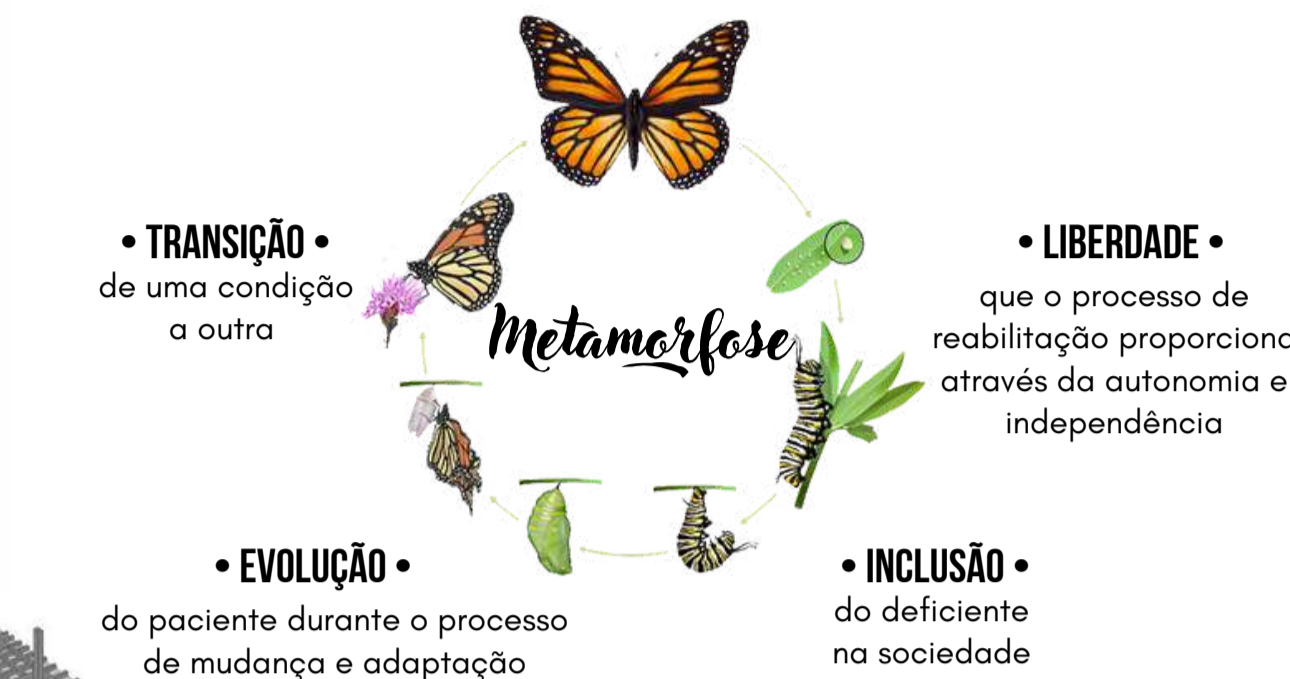 • TRANSIÇÃO •
de uma condição
a outra
Metamorfose
• LIBERDADE •
que o processo de
reabilitação proporciona
através da autonomia e
independência
• EVOLUÇÃO •
do paciente durante o processo
de mudança e adaptação
• INCLUSÃO •
do deficiente
na sociedade